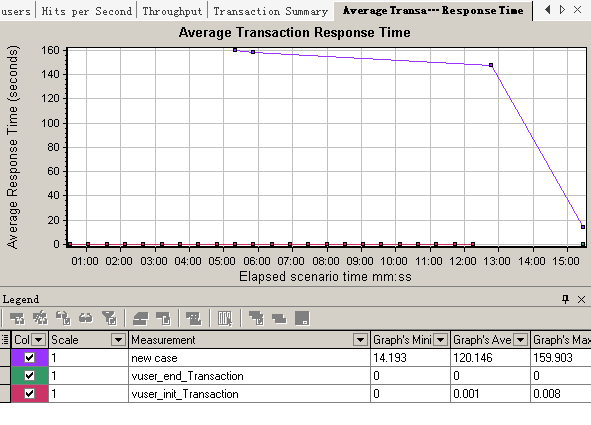 users Hits per Second Throughput Transaction Summary Average Transa… Response Time
Average Transaction Response Time
Average Response Time (seconds)
160
140
120
100
80
60
40
20
0
01:00 02:00 03:00 04:00 05:00 06:00 07:00 08:00 09:00 10:00 11:00 12:00 13:00 14:00 15:00
Elapsed scenario time mm:ss
Legend
Col Scale Measurement Graph's Mini Graph's Ave Graph's Max
1 new case 14.193 120.146 159.903
1 vuser_end_Transaction 0 0 0
1 vuser_init_Transaction 0 0.001 0.008